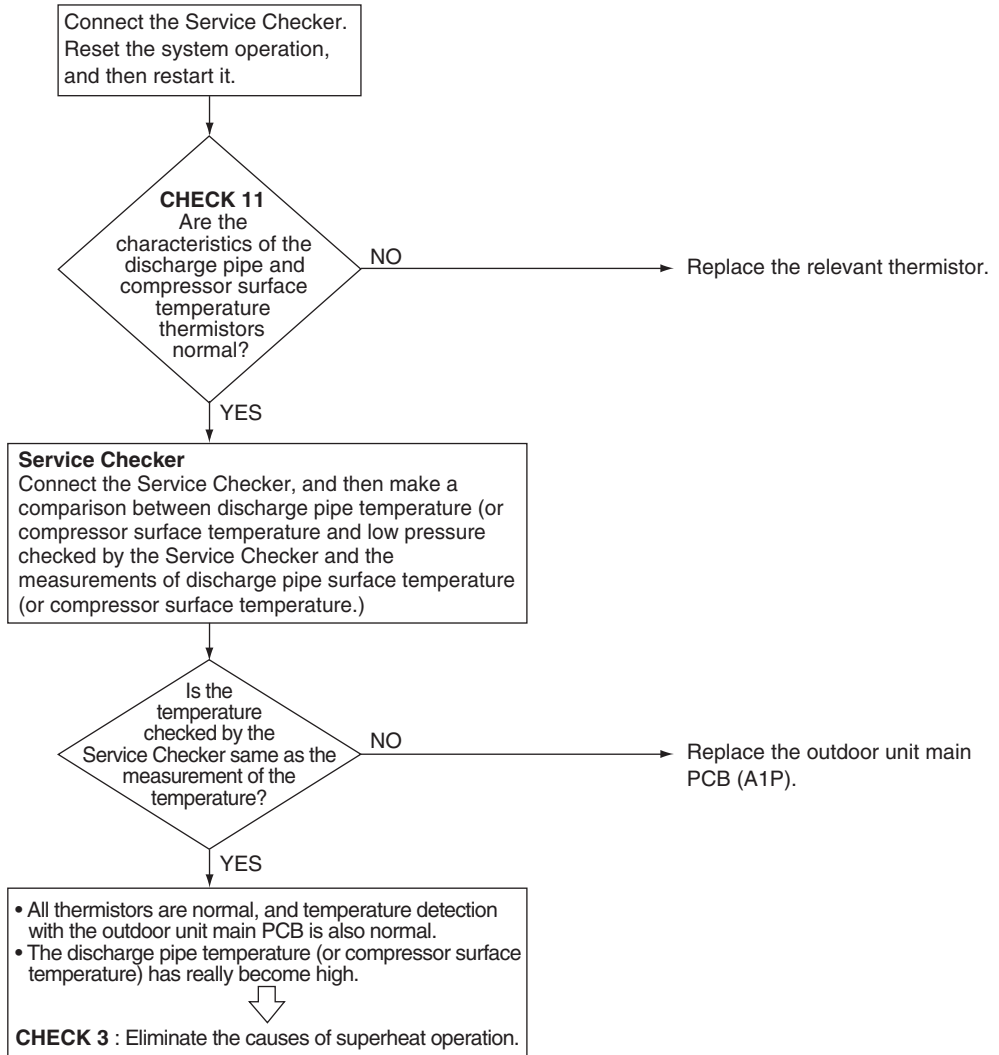 Connect the Service Checker.
Reset the system operation,
and then restart it.
CHECK 11
Are the
characteristics of the
discharge pipe and
compressor surface
temperature
thermistors
normal?
NO
Replace the relevant thermistor.
YES
Service Checker
Connect the Service Checker, and then make a
comparison between discharge pipe temperature (or
compressor surface temperature and low pressure
checked by the Service Checker and the
measurements of discharge pipe surface temperature
(or compressor surface temperature.)
Is the
temperature
checked by the
Service Checker same as the
measurement of the
temperature?
NO
Replace the outdoor unit main
PCB (A1P).
YES
• All thermistors are normal, and temperature detection
with the outdoor unit main PCB is also normal.
• The discharge pipe temperature (or compressor surface
temperature) has really become high.
CHECK 3 : Eliminate the causes of superheat operation.